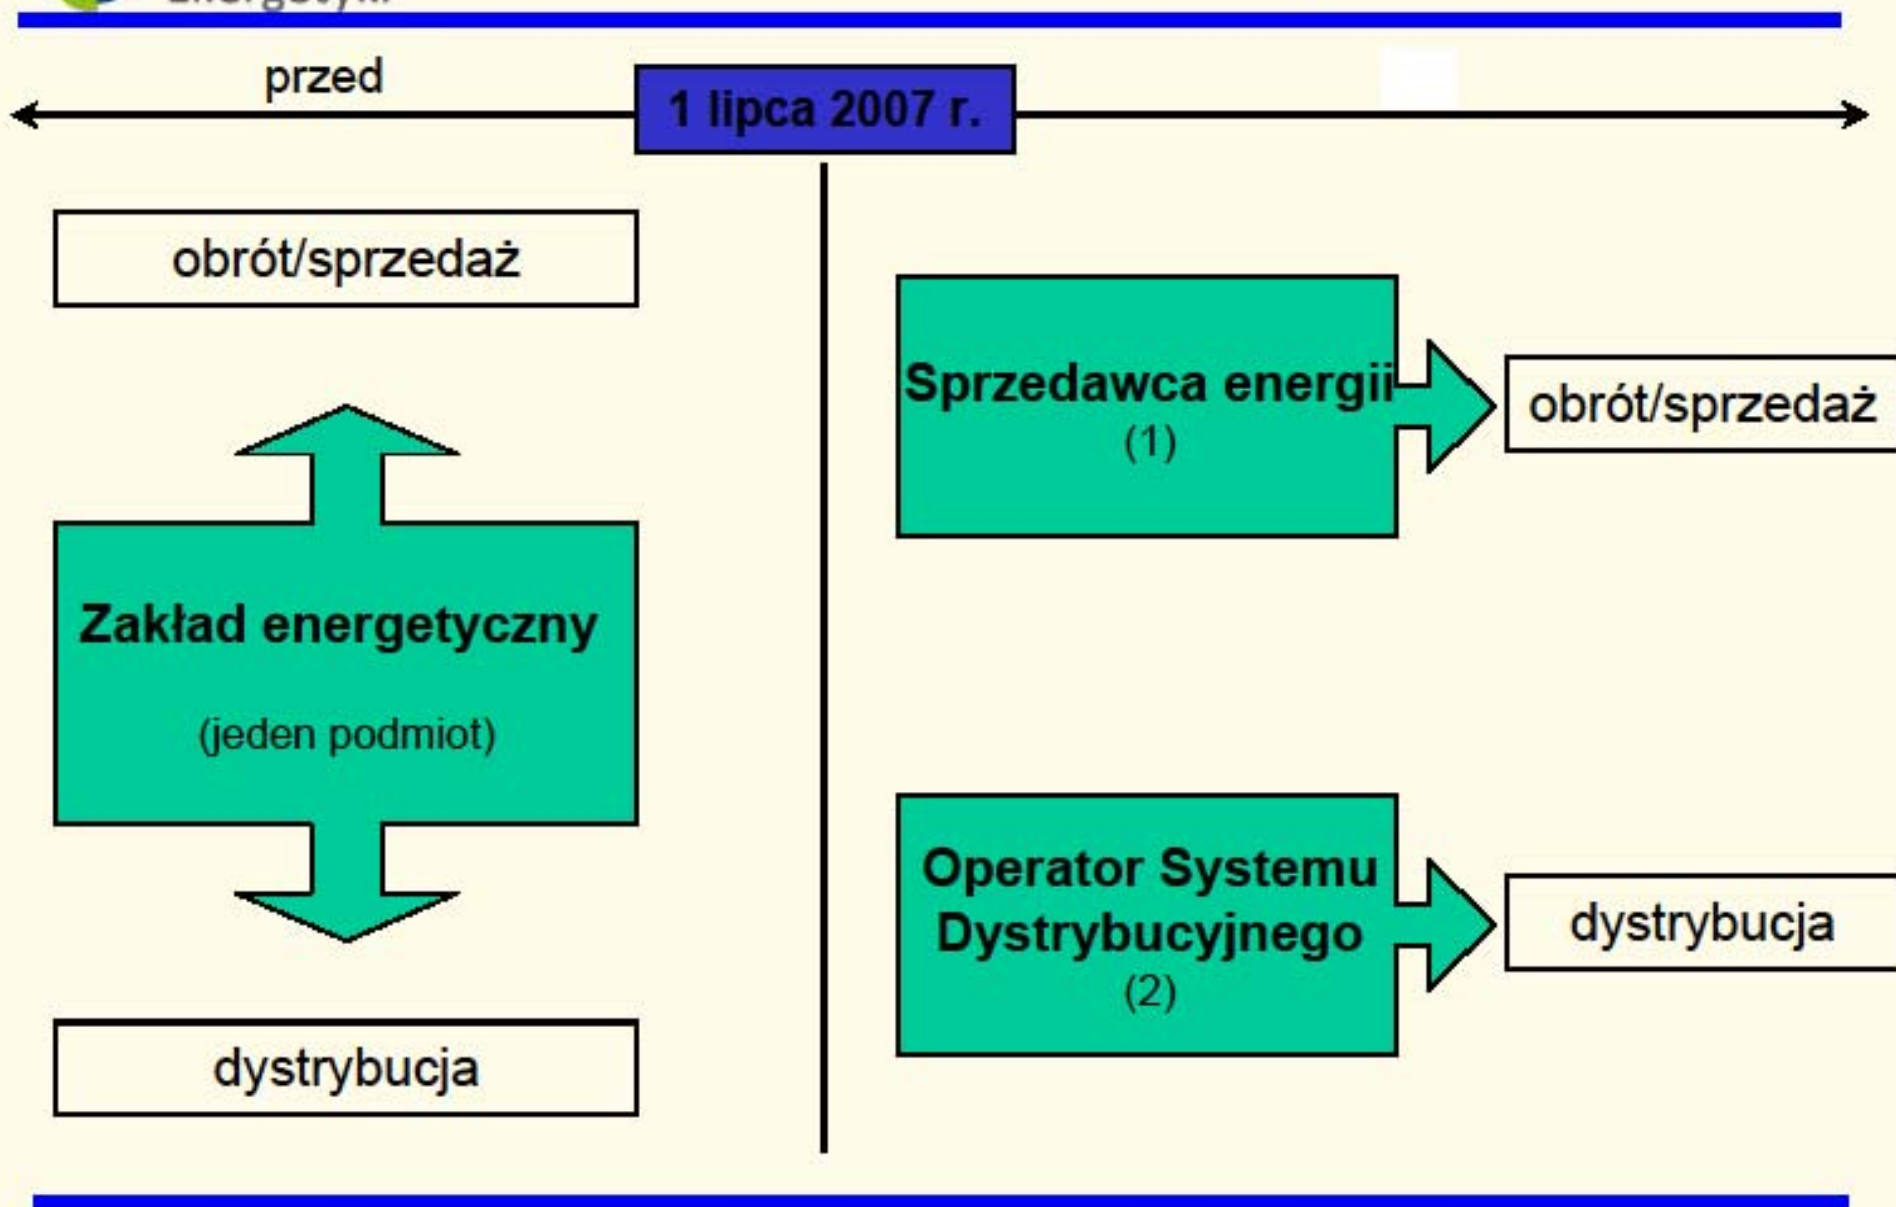 przed
1 lipca 2007 r.
obrót/sprzedaż
Sprzedawca energii
(1)
obrót/sprzedaż
Zakład energetyczny
(jeden podmiot)
Operator Systemu
Dystrybucyjnego
(2)
dystrybucja
dystrybucja